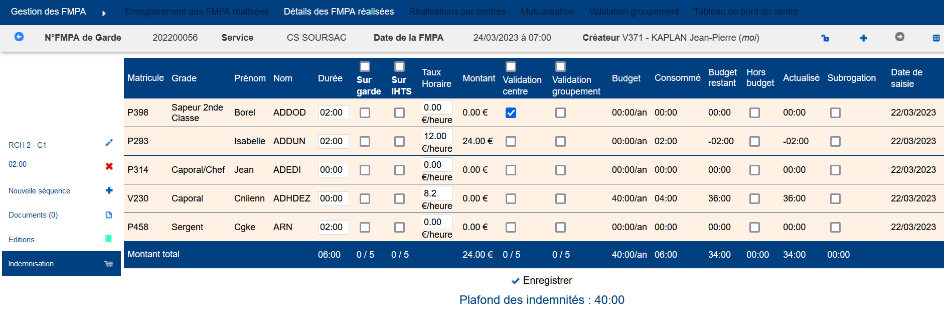 Gestion des FMPA Enregistrement des FMPA réalisées Détails des FMPA réalisées Réalisations par centres Mutualisation Validation groupement Tableau de bord du centre
N°FMPA de Garde 202200056 Service CS SOURSAC Date de la FMPA 24/03/2023 à 07:00 Créateur V371 - KAPLAN Jean-Pierre (moi)
RCH 2 - C1
02.00
Nouvelle séquence
Documents (0)
Editions
Indemnisation
Matricule Grade Prénom Nom Durée Sur garde Sur IHTS Taux Horaire Montant Validation centre Validation groupement Budget Consommé Budget restant Hors budget Actualisé Subrogation Date de saisie
P398 Sapeur 2nde Classe Borel ADDOD 02:00 0.00 €/heure 0.00 € 00:00/an 00:00 00:00 00:00 22/03/2023
P293 Isabelle ADDUN 02:00 12.00 €/heure 24.00 € 00:00/an 02:00 -02:00 -02:00 22/03/2023
P314 Caporal/Chef Jean ADEDI 00:00 0.00 €/heure 0.00 € 00:00/an 00:00 00:00 00:00 22/03/2023
V230 Caporal Cniienn ADHDEZ 00:00 8.2 €/heure 0.00 € 40:00/an 04:00 36:00 36:00 22/03/2023
P458 Sergent Cgke ARN 02:00 0.00 €/heure 0.00 € 00:00/an 00:00 00:00 00:00 22/03/2023
Montant total 06:00 0 / 5 0 / 5 24.00 € 0 / 5 0 / 5 40:00/an 06:00 34:00 00:00 34:00 00:00
Enregistrer
Plafond des indemnités : 40:00